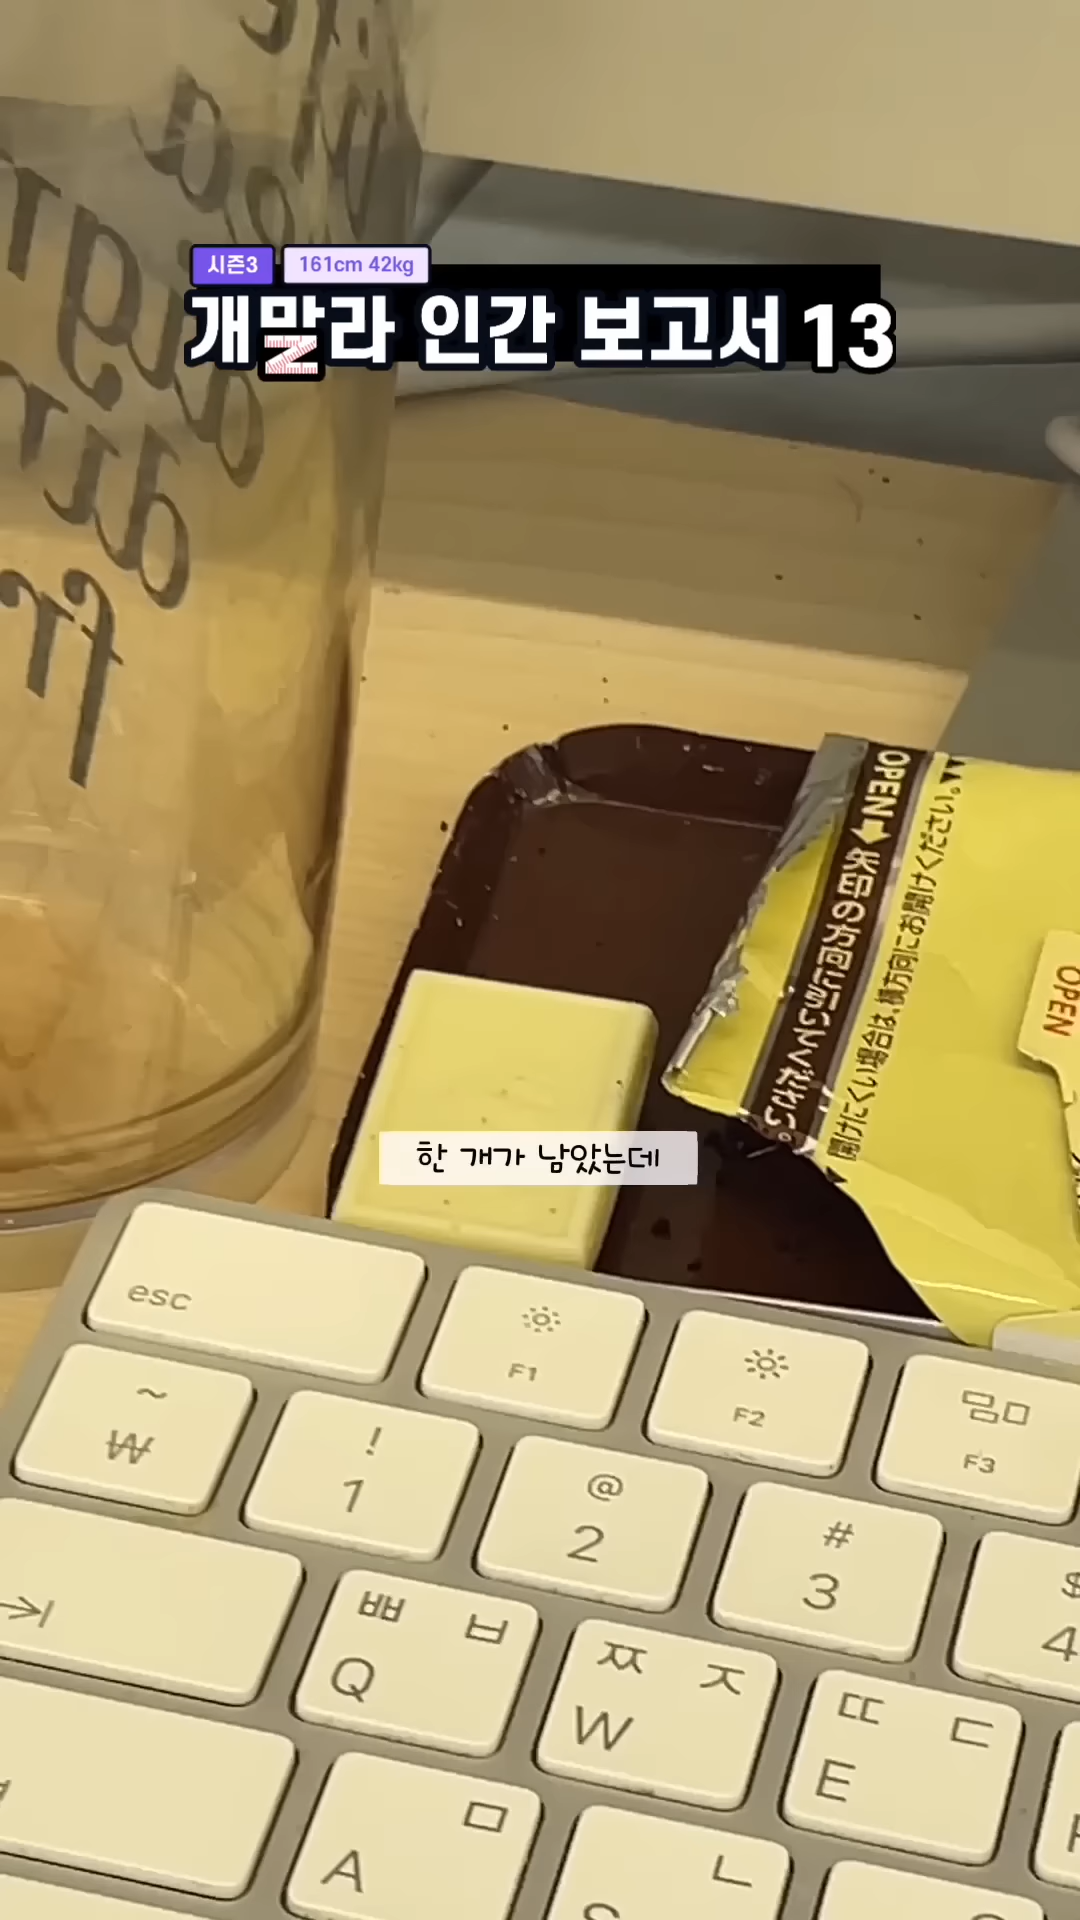 시즌3
161cm 42kg
개말라 인간 보고서 13
OPEN
矢印の方向に引いてください。
開けにくい場合は、横方向にお開けください。
OPEN
한 개가 남았는데
esc
F1
F2
F3
~
₩
!
1
@
2
#
3
$
4
ㅃ ㅂ
Q
ㅉ ㅈ
W
ㄸ ㄷ
E
ㅁ
A
ㄴ
S